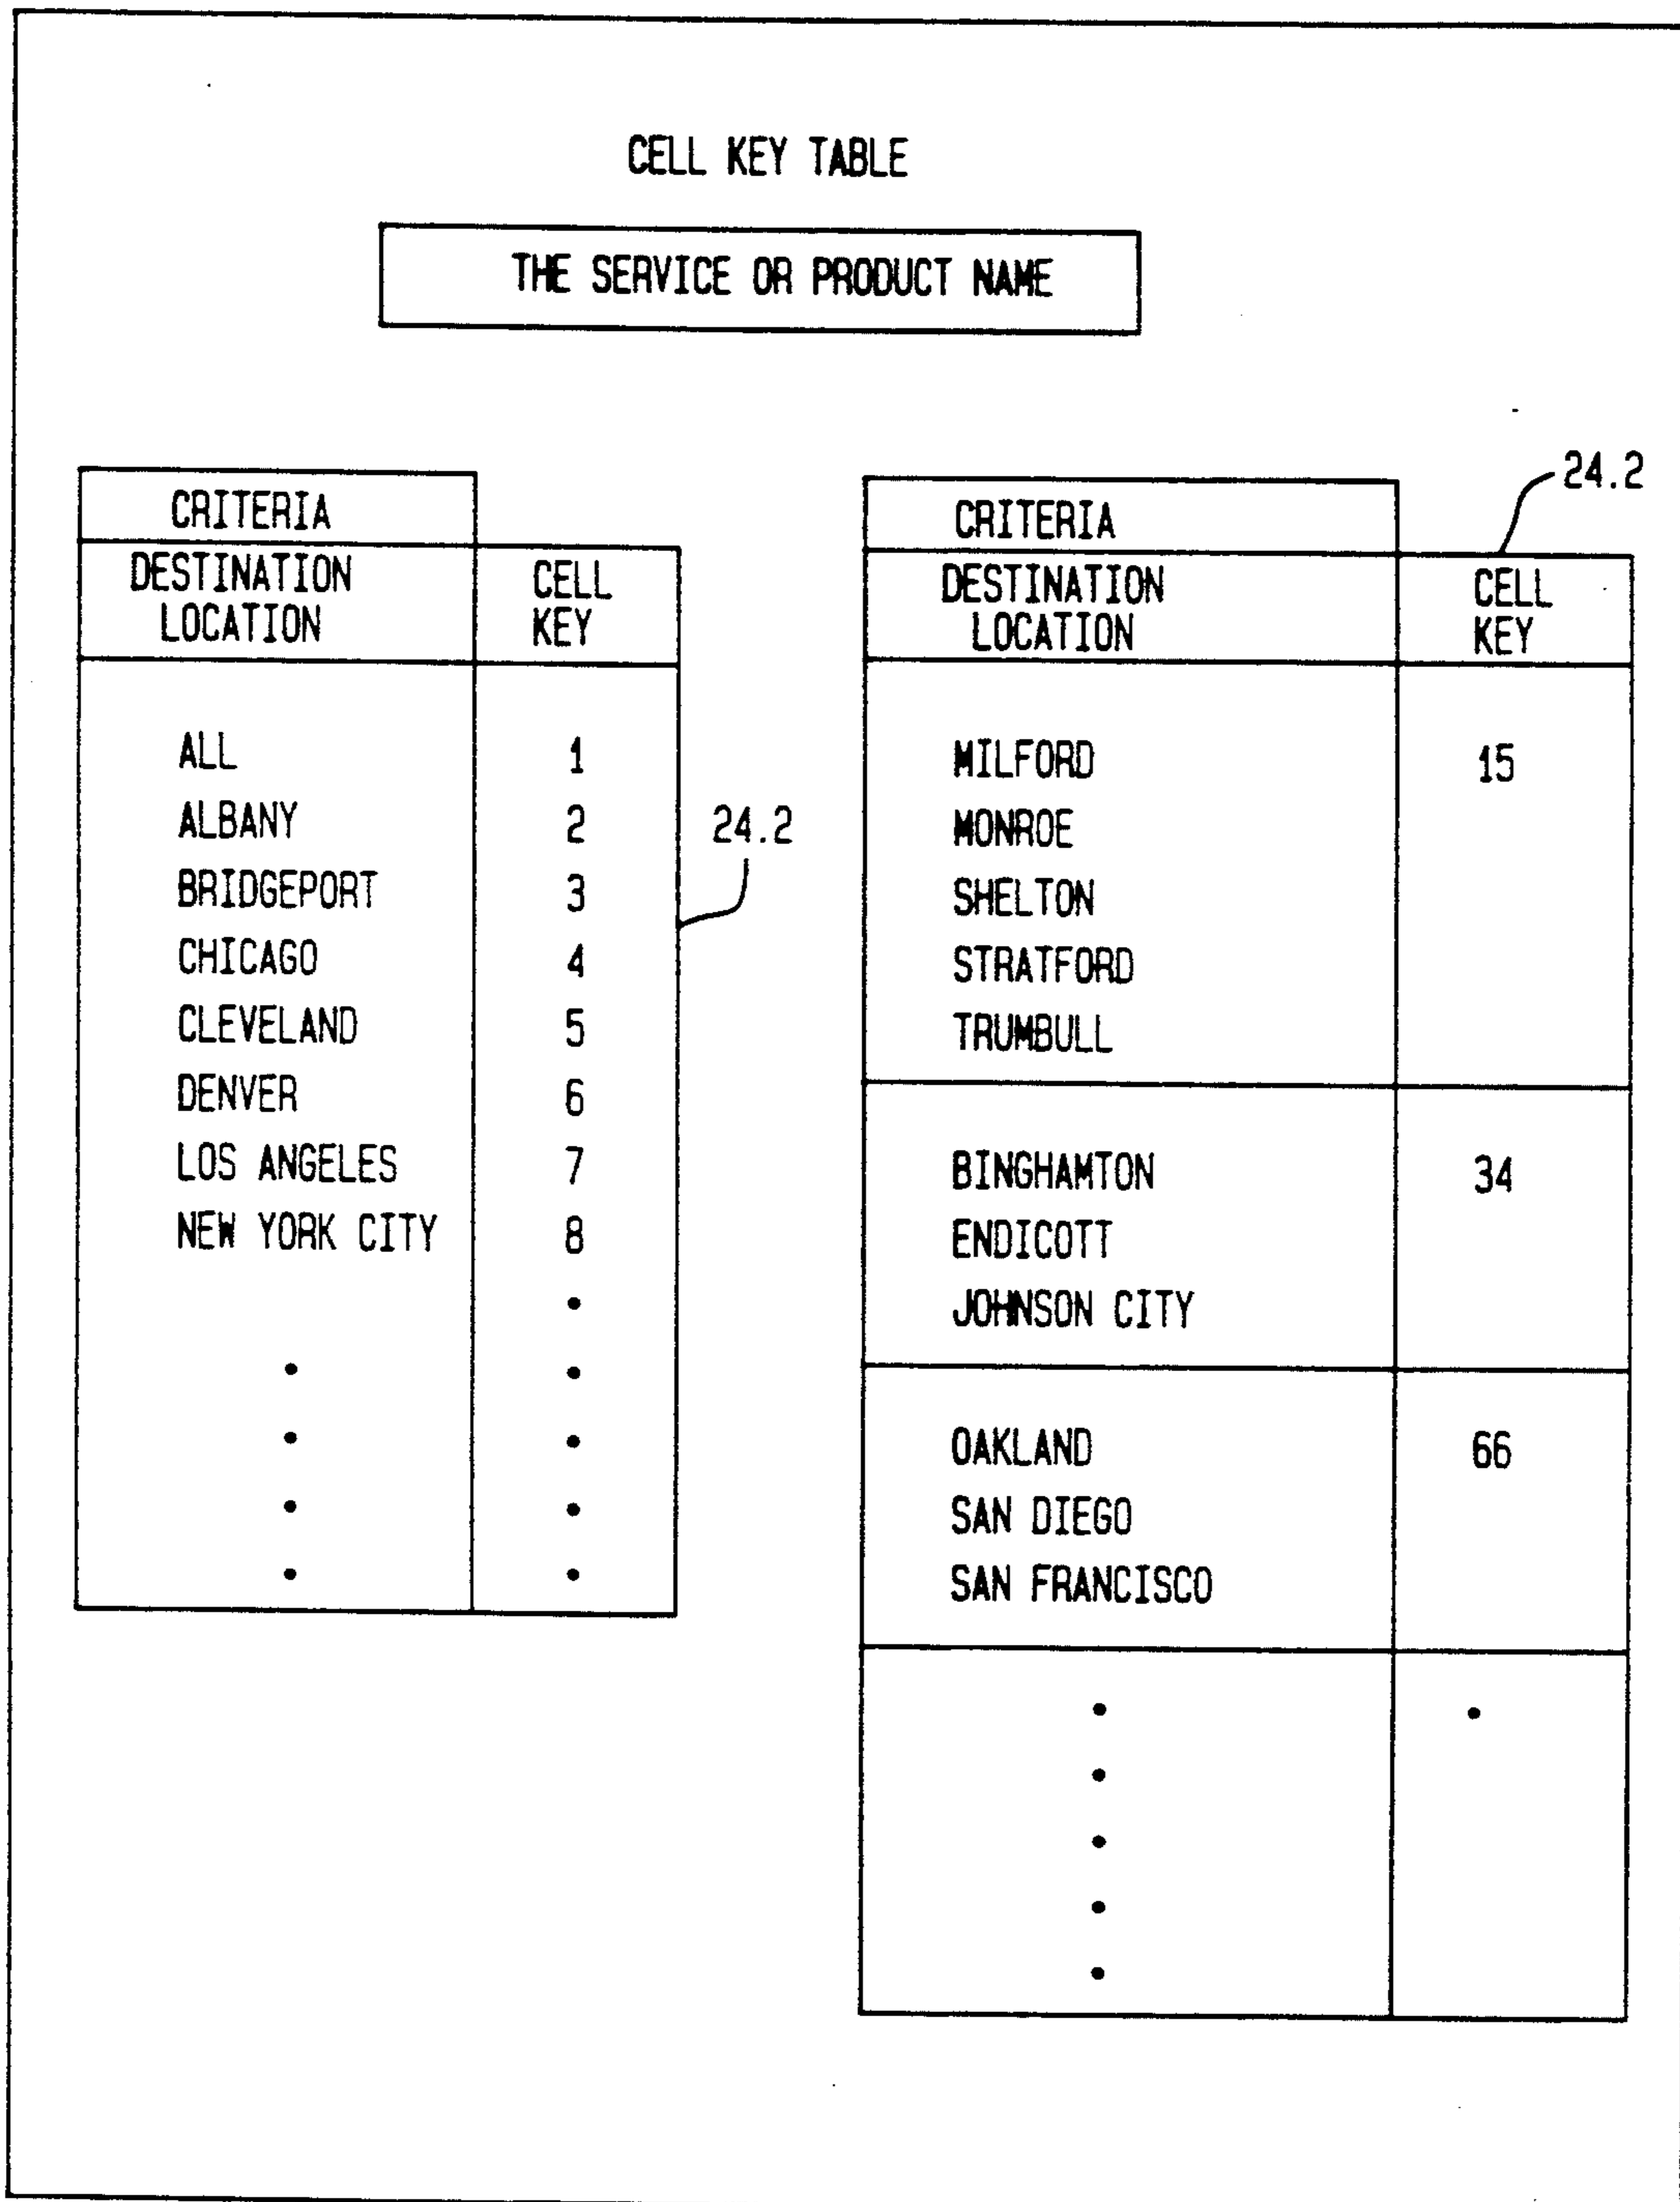 CELL KEY TABLE
THE SERVICE OR PRODUCT NAME
CRITERIA
DESTINATION LOCATION CELL KEY
ALL 1
ALBANY 2
BRIDGEPORT 3
CHICAGO 4
CLEVELAND 5
DENVER 6
LOS ANGELES 7
NEW YORK CITY 8
24.2
24.2
CRITERIA
DESTINATION LOCATION CELL KEY
MILFORD 15
MONROE
SHELTON
STRATFORD
TRUMBULL
BINGHAMTON 34
ENDICOTT
JOHNSON CITY
OAKLAND 66
SAN DIEGO
SAN FRANCISCO